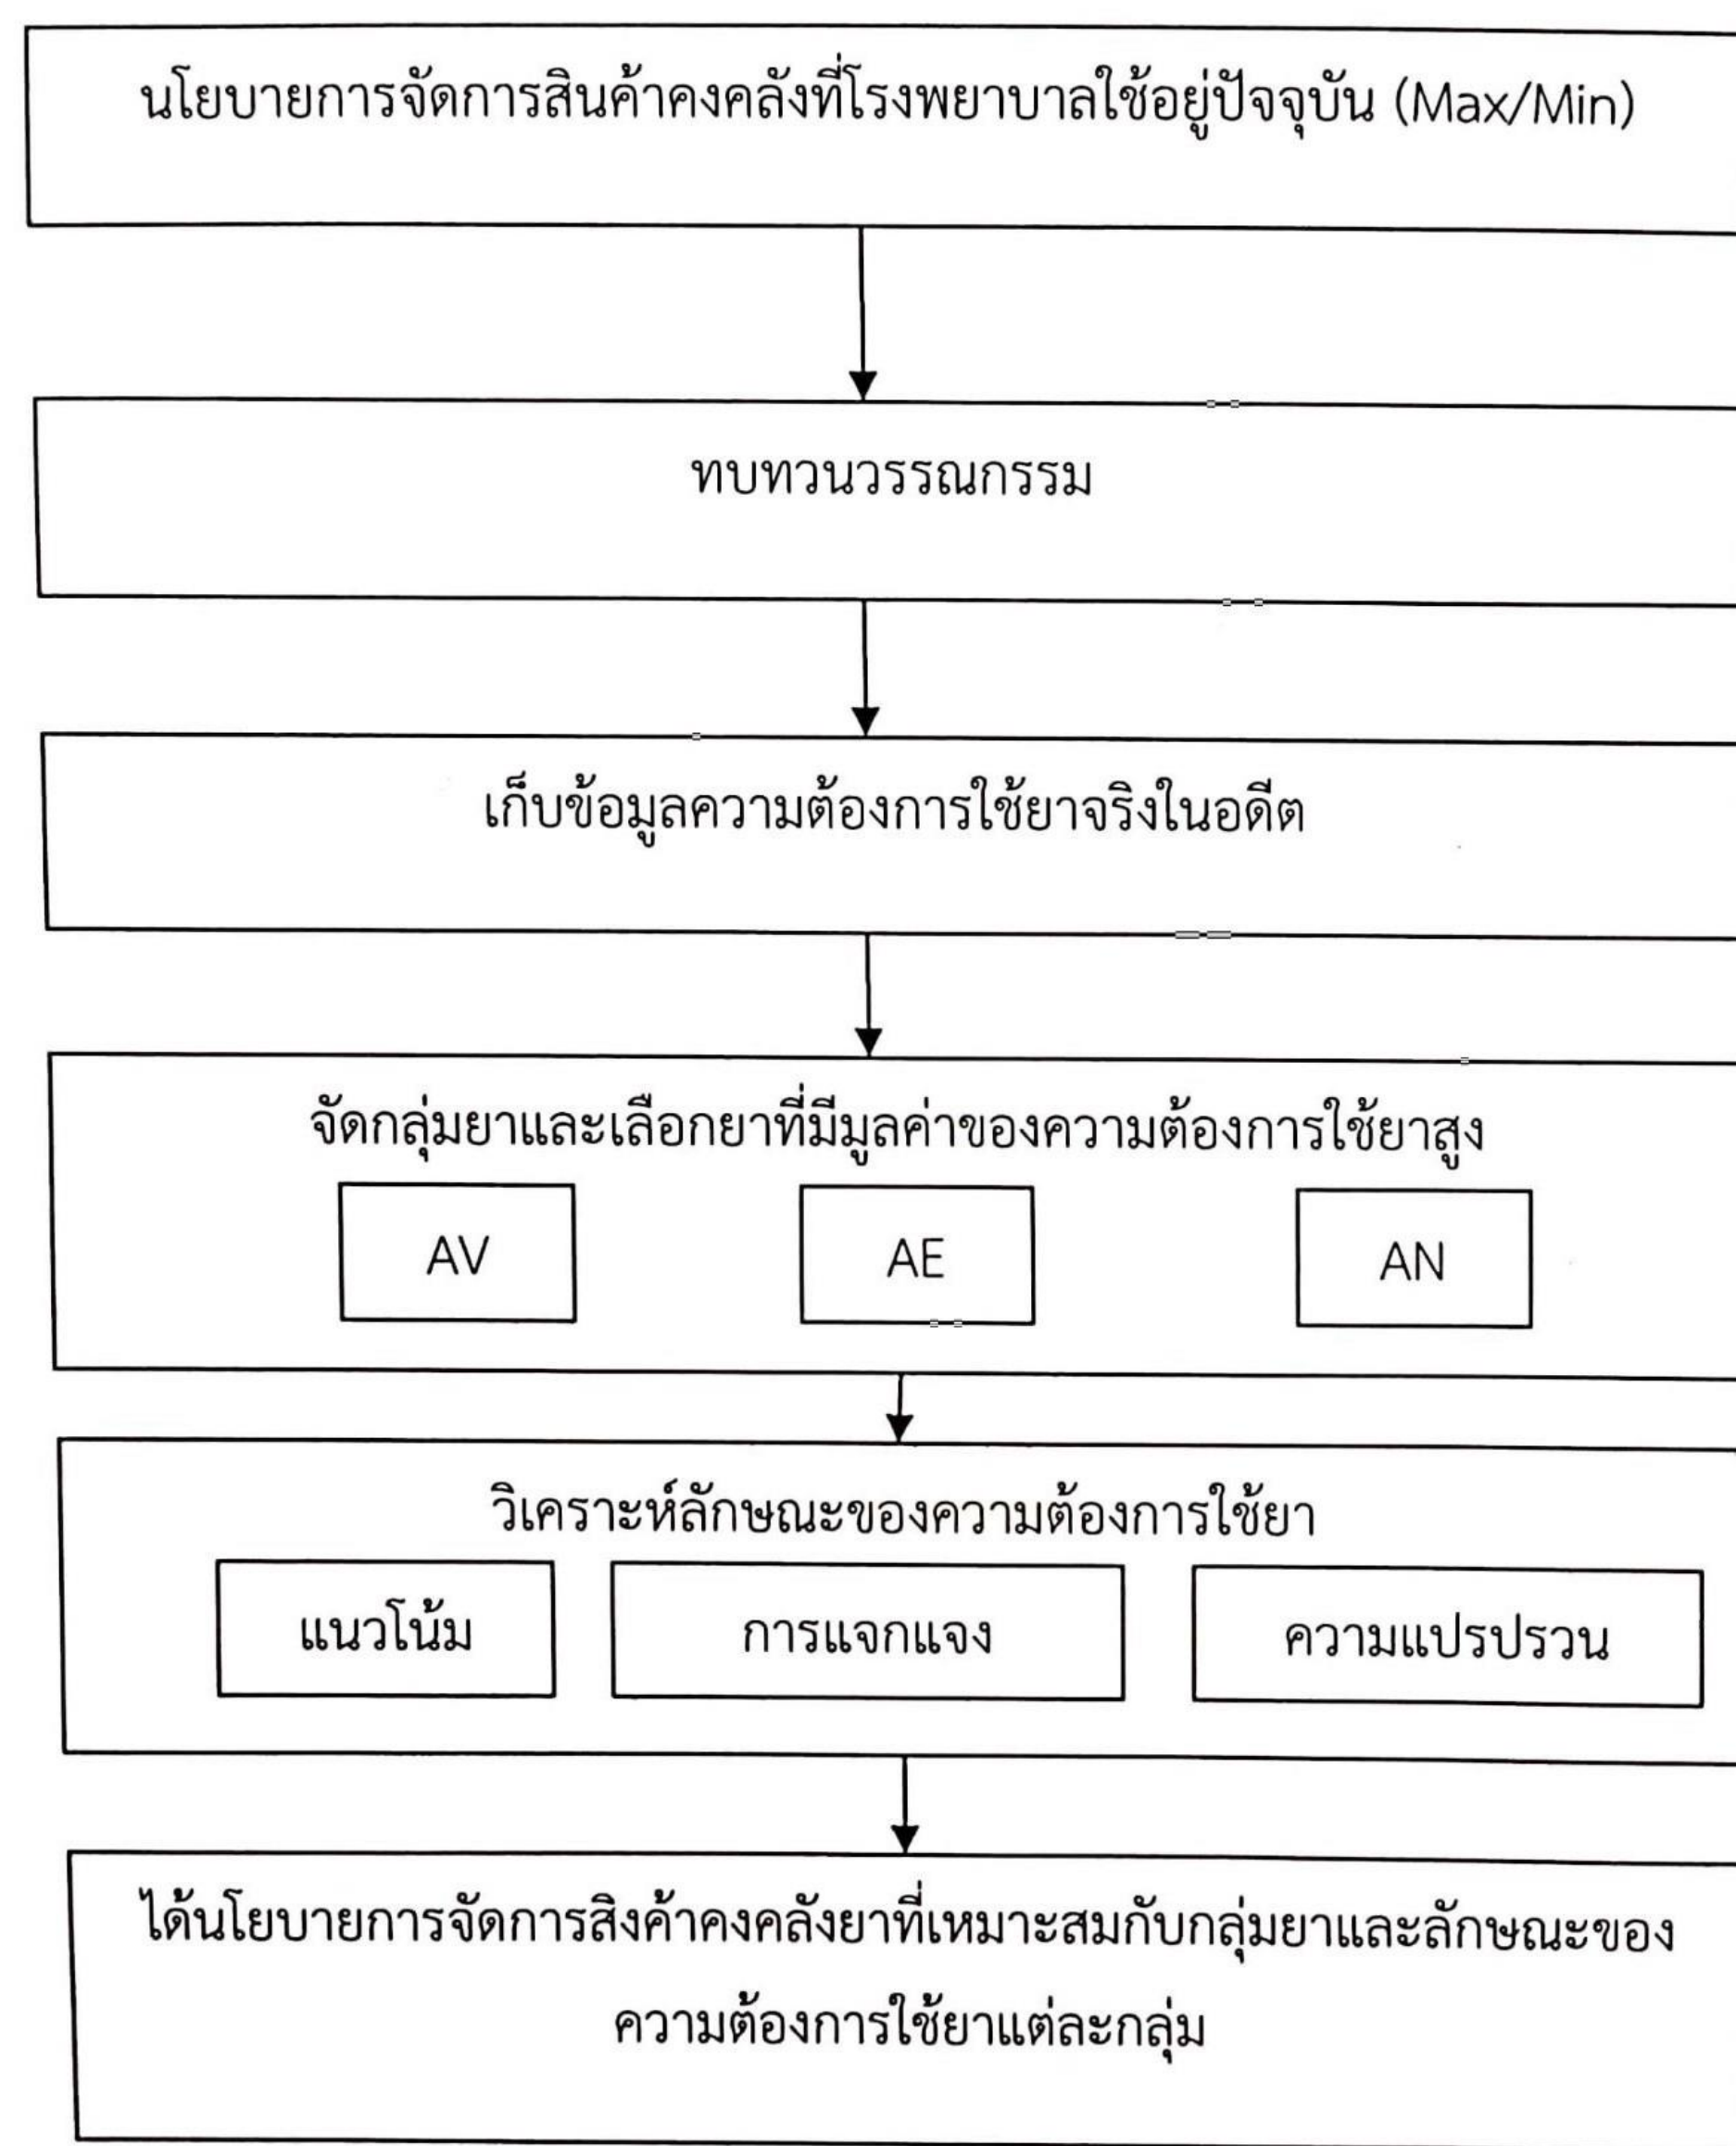 นโยบายการจัดการสินค้าคงคลังที่โรงพยาบาลใช้อยู่ปัจจุบัน (Max/Min)
ทบทวนวรรณกรรม
เก็บข้อมูลความต้องการใช้ยาจริงในอดีต
จัดกลุ่มยาและเลือกยาที่มีมูลค่าของความต้องการใช้ยาสูง
AV
AE
AN
วิเคราะห์ลักษณะของความต้องการใช้ยา
แนวโน้ม
การแจกแจง
ความแปรปรวน
ได้นโยบายการจัดการสิงค้าคงคลังยาที่เหมาะสมกับกลุ่มยาและลักษณะของ
ความต้องการใช้ยาแต่ละกลุ่ม